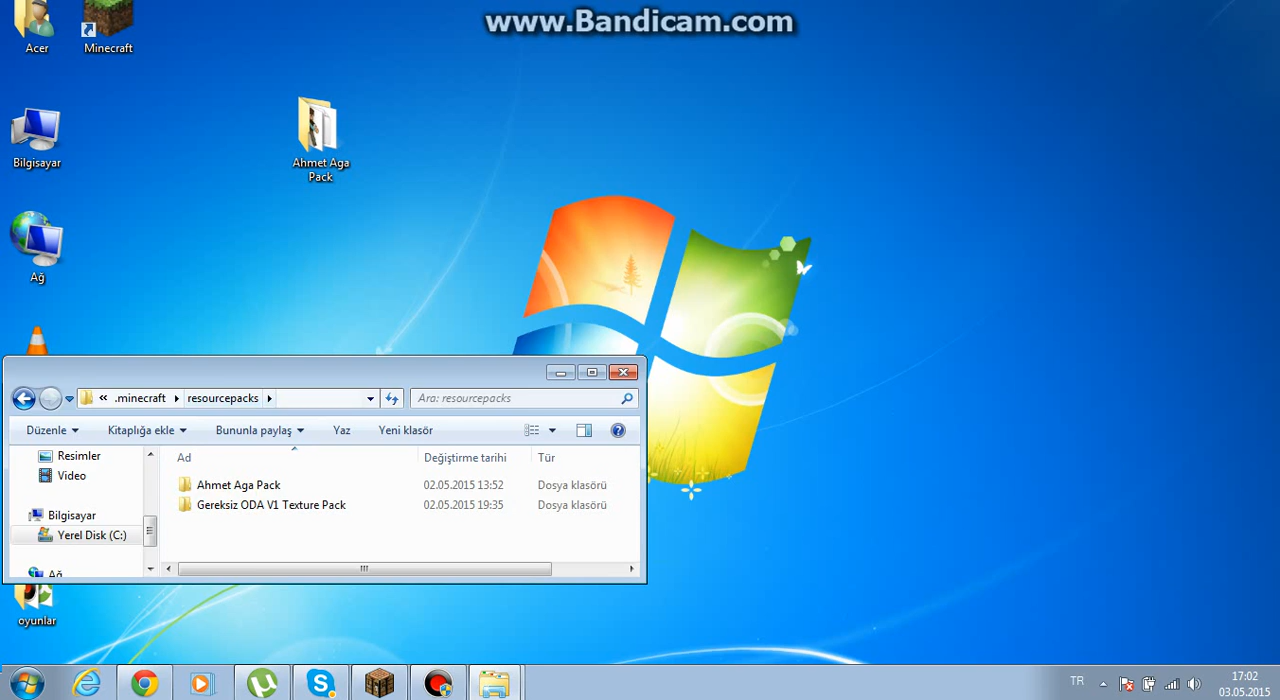 www.Bandicam.com
Acer
Minecraft
Bilgisayar
Ahmet Aga
Pack
Ağ
.minecraft
resourcepacks
Ara: resourcepacks
Düzenle
Kitaplığa ekle
Bununla paylaş
Yaz
Yeni klasör
Resimler
Video
Bilgisayar
Yerel Disk (C:)
Ağ
Ad
Değiştirme tarihi
Tür
Ahmet Aga Pack
02.05.2015 13:52
Dosya klasörü
Gereksiz ODA V1 Texture Pack
02.05.2015 19:35
Dosya klasörü
oyunlar
TR
17:02
03.05.2015